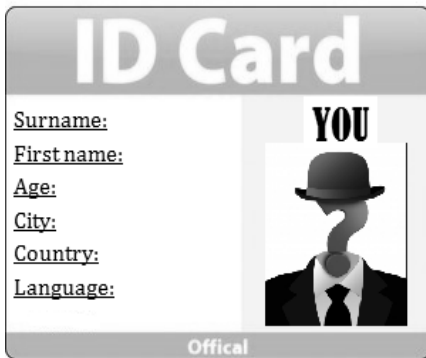 ID Card
Surname:
First name:
Age:
City:
Country:
Language:
YOU
?
Offical